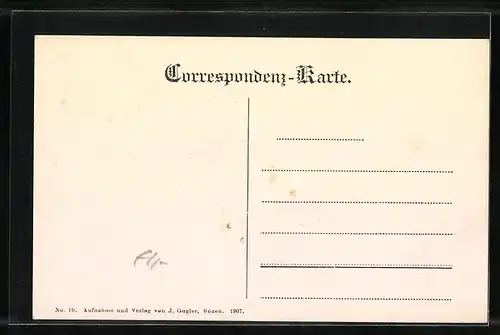 Correspondenz-Karte.
No. 19. Aufnahme und Verlag von J. Gugler, Bozen. 1907.